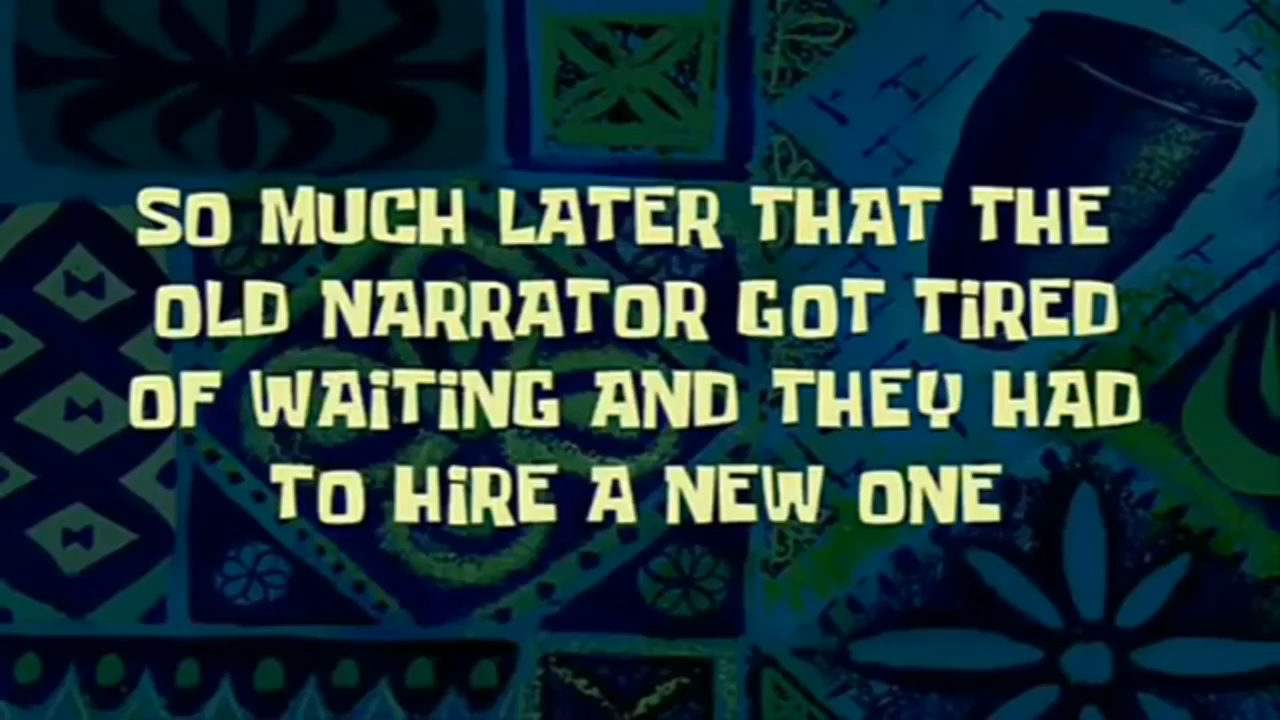 SO MUCH LATER THAT THE
OLD NARRATOR GOT TiRED
OF WAiTiNG AND THEY HAD
TO HiRE A NEW ONE